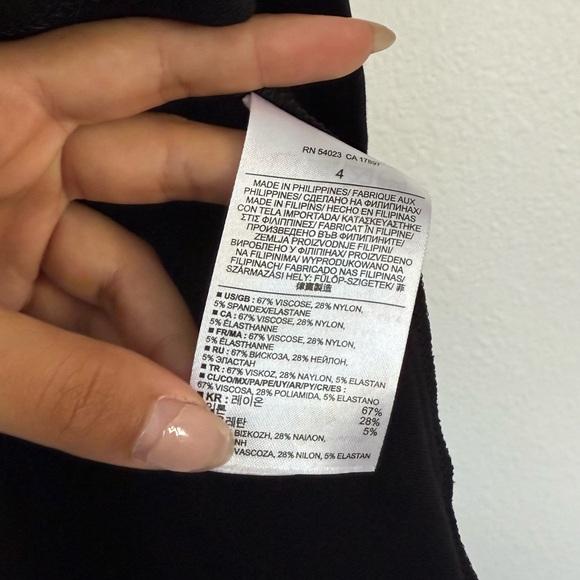 RN 54023 CA
4
MADE IN PHILIPPINES/ FABRIQUE AUX
PHILIPPINES/ СДЕЛАНО НА ФИЛИПИНАХ/
MADE IN FILIPINS/ HECHO EN FILIPINAS
CON TELA IMPORTADA/ ΚΑΤΑΣΚΕΥΑΣΤΗΚΕ
ΣΤΙΣ ΦΙΛΙΠΠΙΝΕΣ/ FABRICAT ÎN FILIPINE/
ПРОИЗВЕДЕНО ВЪВ ФИЛИПИНИТЕ/
ZEMLJA PROIZVODNJE FILIPINI/
ВИРОБЛЕНО У ФІЛІПІНАХ/ PROIZVEDENO
NA FILIPINIMA/ WYPRODUKOWANO NA
FILIPINACH/ FABRICADO NAS FILIPINAS/
SZÁRMAZÁSI HELY: FÜLÖP-SZIGETEK/ 菲
律賓製造
■ US/GB : 67% VISCOSE, 28% NYLON,
5% SPANDEX/ELASTANE
■ CA : 67% VISCOSE, 28% NYLON,
5% ÉLASTHANNE
■ FR/MA : 67% VISCOSE, 28% NYLON,
5% ÉLASTHANNE
■ RU : 67% ВИСКОЗА, 28% НЕЙЛОН,
5% ЭЛАСТАН
■ TR : 67% VISKOZ, 28% NAYLON, 5% ELASTAN
■ CL/CO/MX/PA/PE/UY/AR/PY/CR/ES :
67% VISCOSA, 28% POLIAMIDA, 5% ELASTANO
■ KR : 레이온 67%
28%
5%
ВІСКОЗИ, 28% НАЙЛОН,
VASCOZA, 28% NILON, 5% ELASTAN